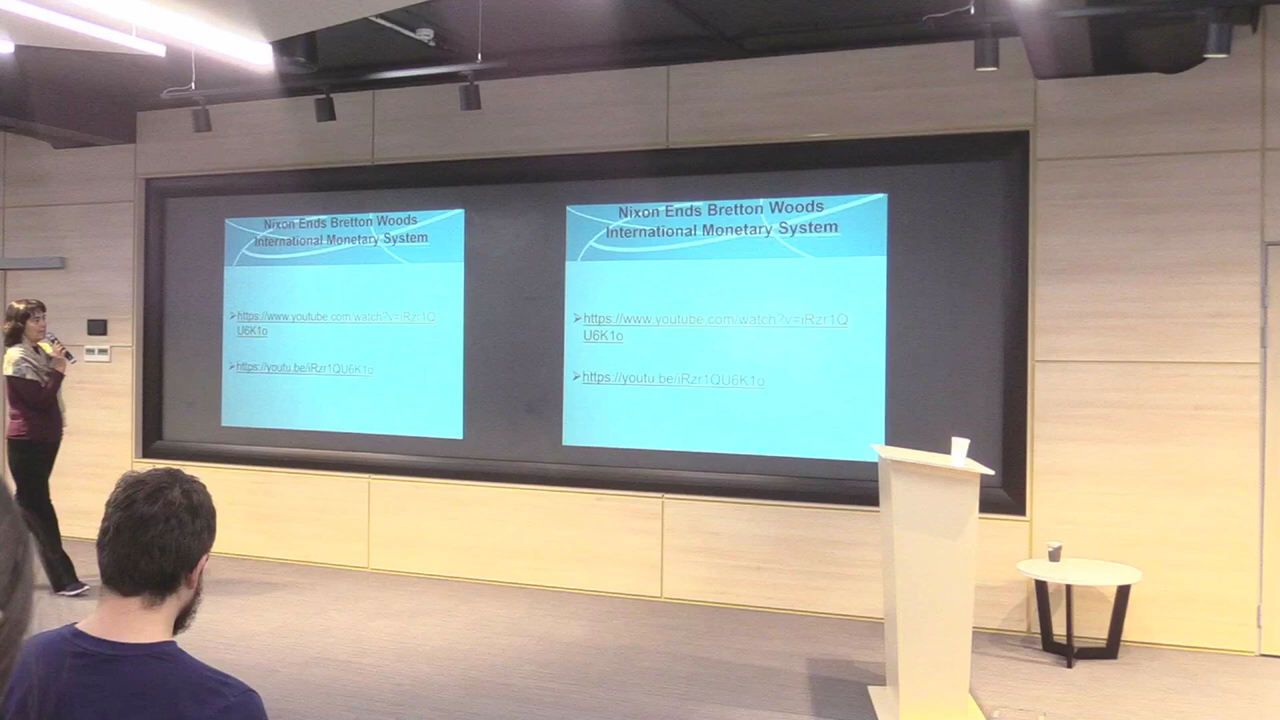 Nixon Ends Bretton Woods
International Monetary System
➢https://www.youtube.com/watch?v=iRzr1Q
U6K1o
➢https://youtu.be/iRzr1QU6K1o
Nixon Ends Bretton Woods
International Monetary System
➢https://www.youtube.com/watch?v=iRzr1Q
U6K1o
➢https://youtu.be/iRzr1QU6K1o